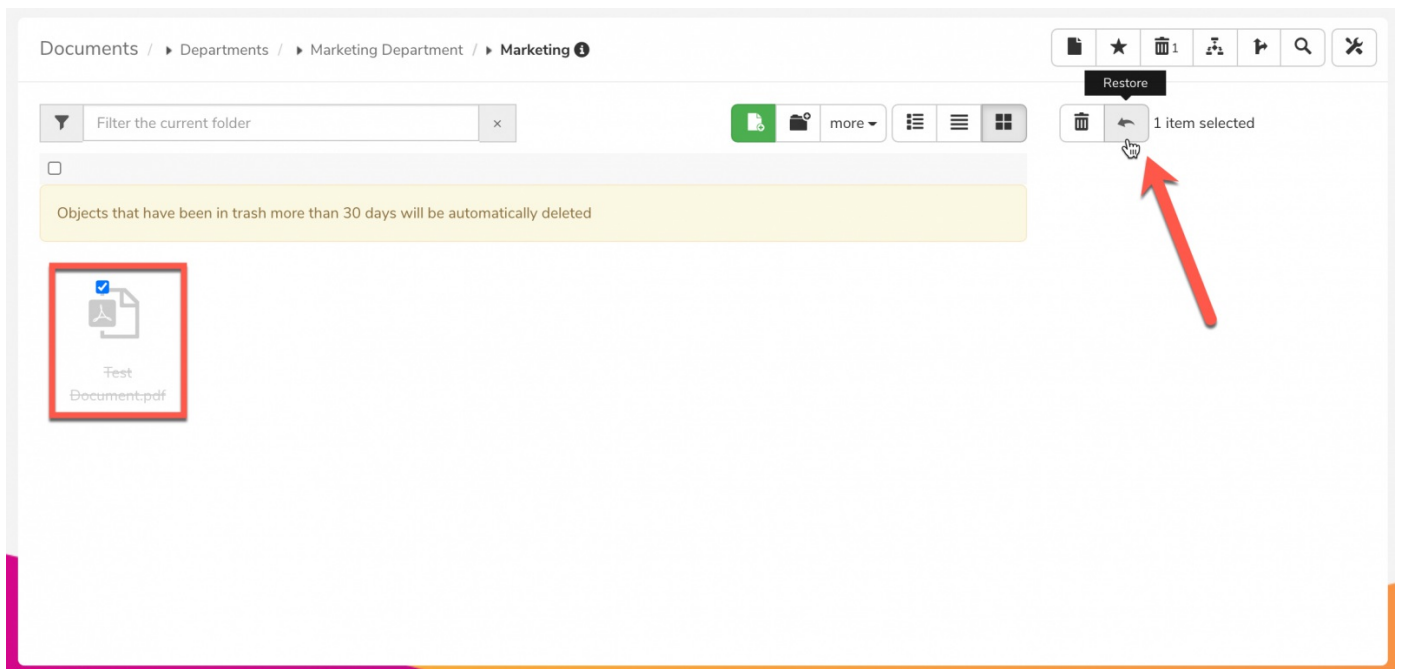 Documents / Departments / Marketing Department / Marketing
1
Restore
Filter the current folder
×
more
1 item selected
Objects that have been in trash more than 30 days will be automatically deleted
Test
Document.pdf